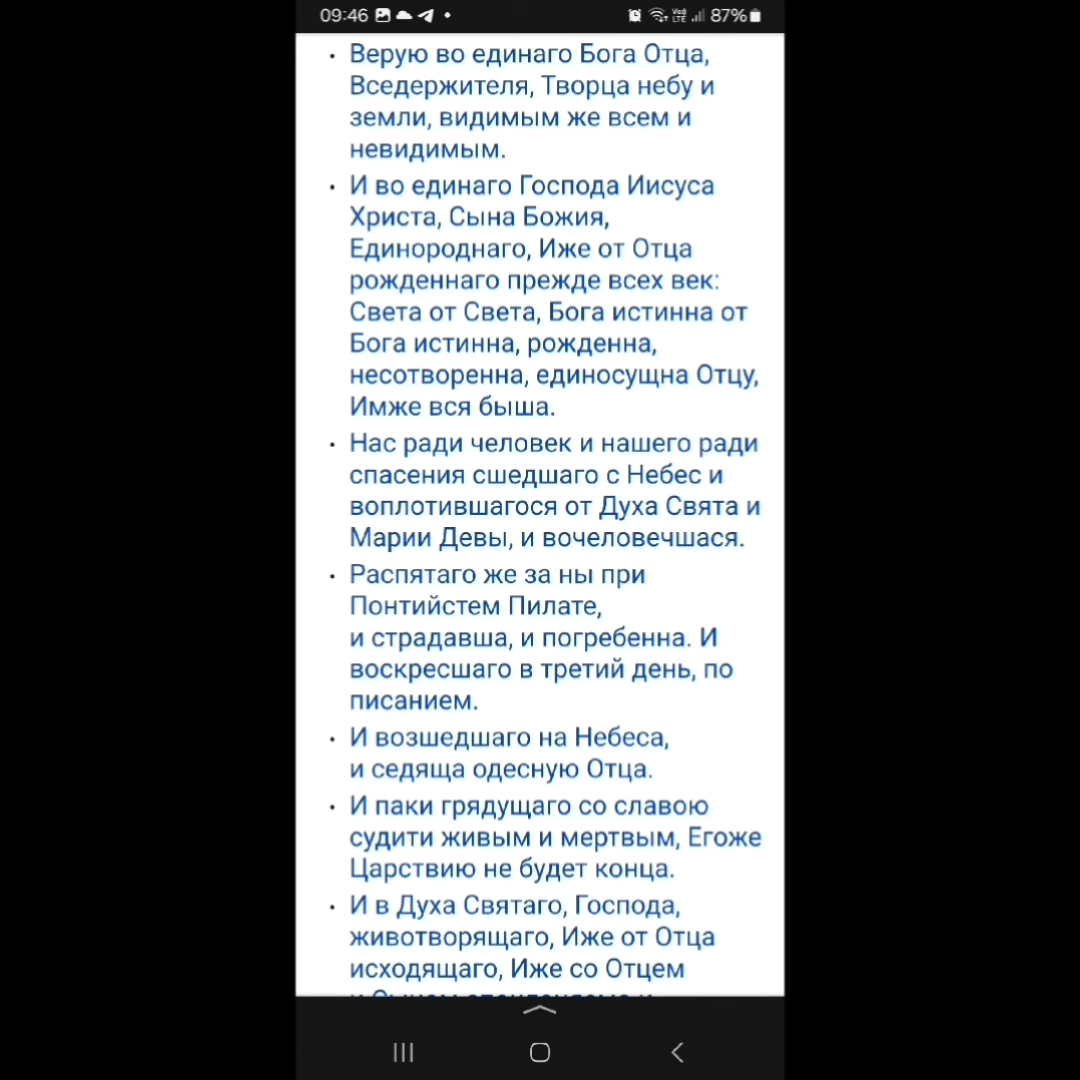 09:46
87%
• Верую во единаго Бога Отца,
Вседержителя, Творца небу и
земли, видимым же всем и
невидимым.
• И во единаго Господа Иисуса
Христа, Сына Божия,
Единороднаго, Иже от Отца
рожденнаго прежде всех век:
Света от Света, Бога истинна от
Бога истинна, рожденна,
несотворенна, единосущна Отцу,
Имже вся быша.
• Нас ради человек и нашего ради
спасения сшедшаго с Небес и
воплотившагося от Духа Свята и
Марии Девы, и вочеловечшася.
• Распятаго же за ны при
Понтийстем Пилате,
и страдавша, и погребенна. И
воскресшаго в третий день, по
писанием.
• И возшедшаго на Небеса,
и седяща одесную Отца.
• И паки грядущаго со славою
судити живым и мертвым, Егоже
Царствию не будет конца.
• И в Духа Святаго, Господа,
животворящаго, Иже от Отца
исходящаго, Иже со Отцем